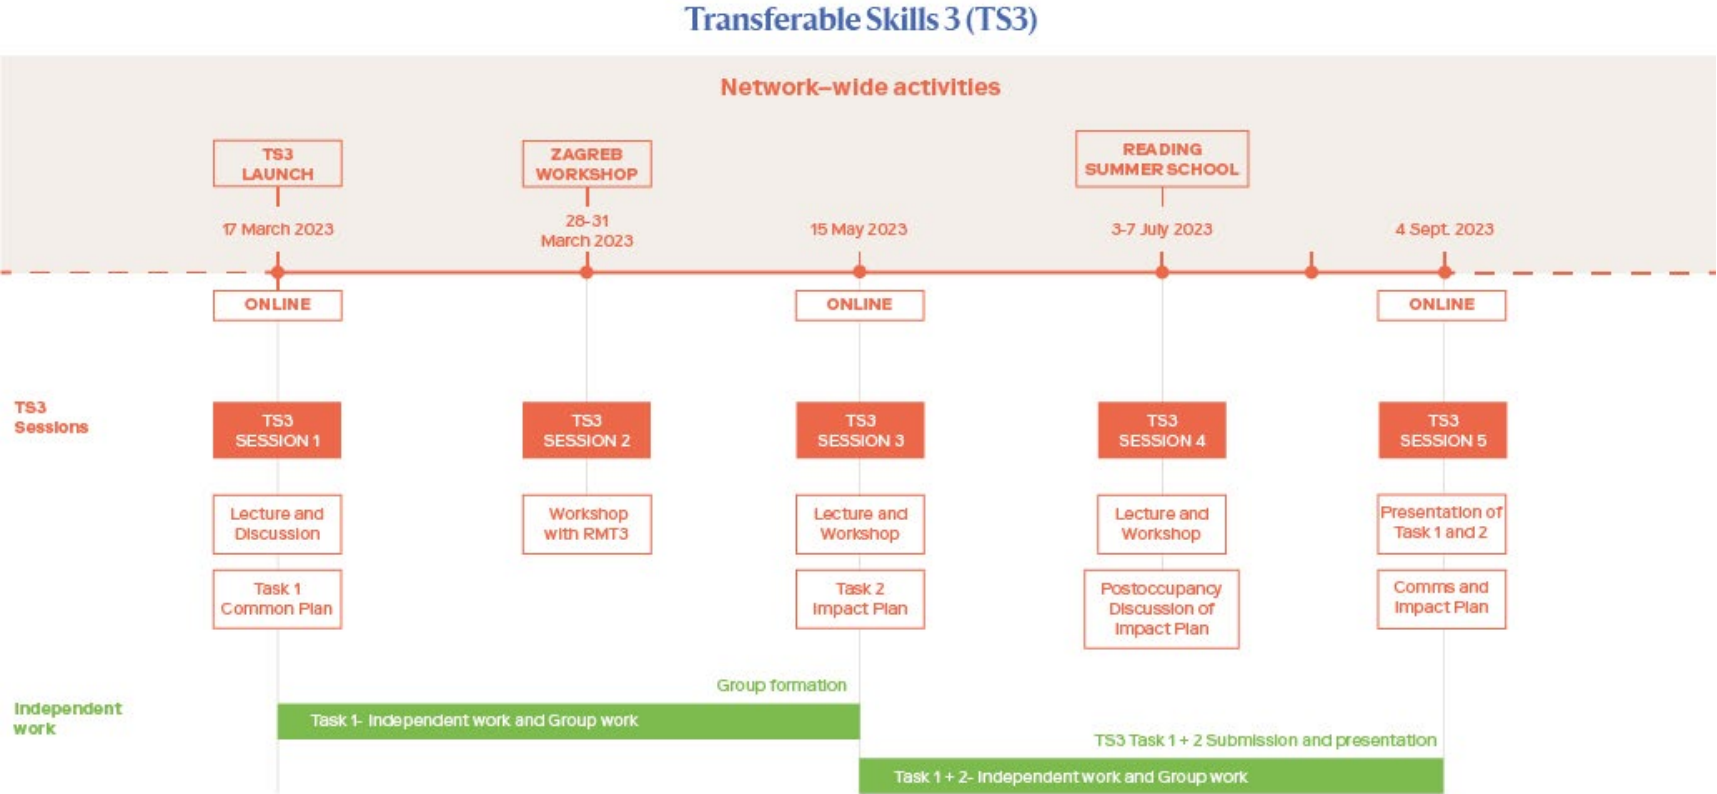 Transferable Skills 3 (TS3)
Network–wide activities
TS3
LAUNCH
ZAGREB
WORKSHOP
READING
SUMMER SCHOOL
17 March 2023
28-31
March 2023
15 May 2023
3-7 July 2023
4 Sept. 2023
ONLINE
ONLINE
ONLINE
TS3
Sessions
TS3
SESSION 1
TS3
SESSION 2
TS3
SESSION 3
TS3
SESSION 4
TS3
SESSION 5
Lecture and
Discussion
Workshop
with RMT3
Lecture and
Workshop
Lecture and
Workshop
Presentation of
Task 1 and 2
Task 1
Common Plan
Task 2
Impact Plan
Postoccupancy
Discussion of
Impact Plan
Comms and
Impact Plan
Independent
work
Group formation
Task 1- Independent work and Group work
TS3 Task 1 + 2 Submission and presentation
Task 1 + 2- Independent work and Group work